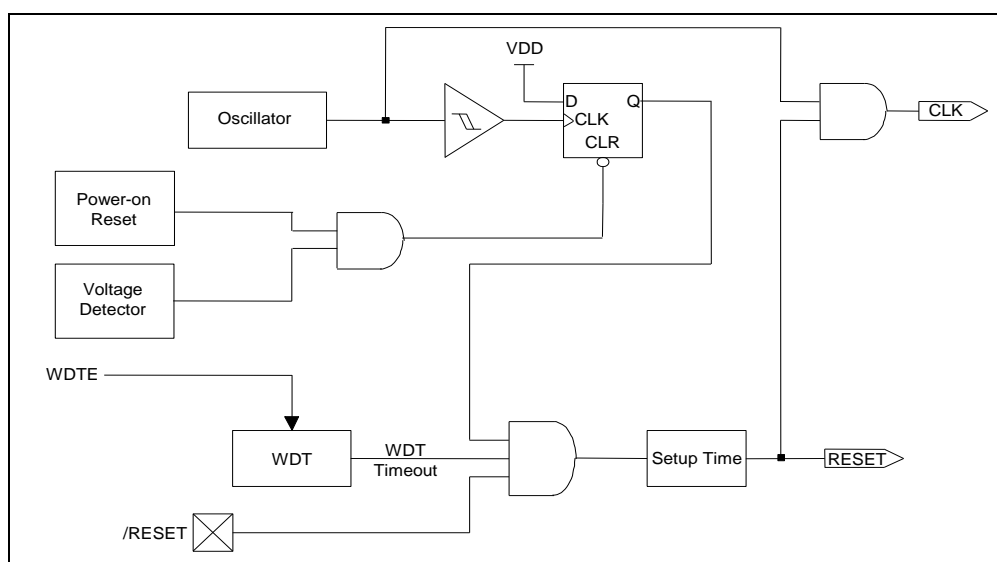 VDD
D
Q
CLK
CLR
Oscillator
CLK
Power-on
Reset
Voltage
Detector
WDTE
WDT
WDT
Timeout
Setup Time
RESET
/RESET